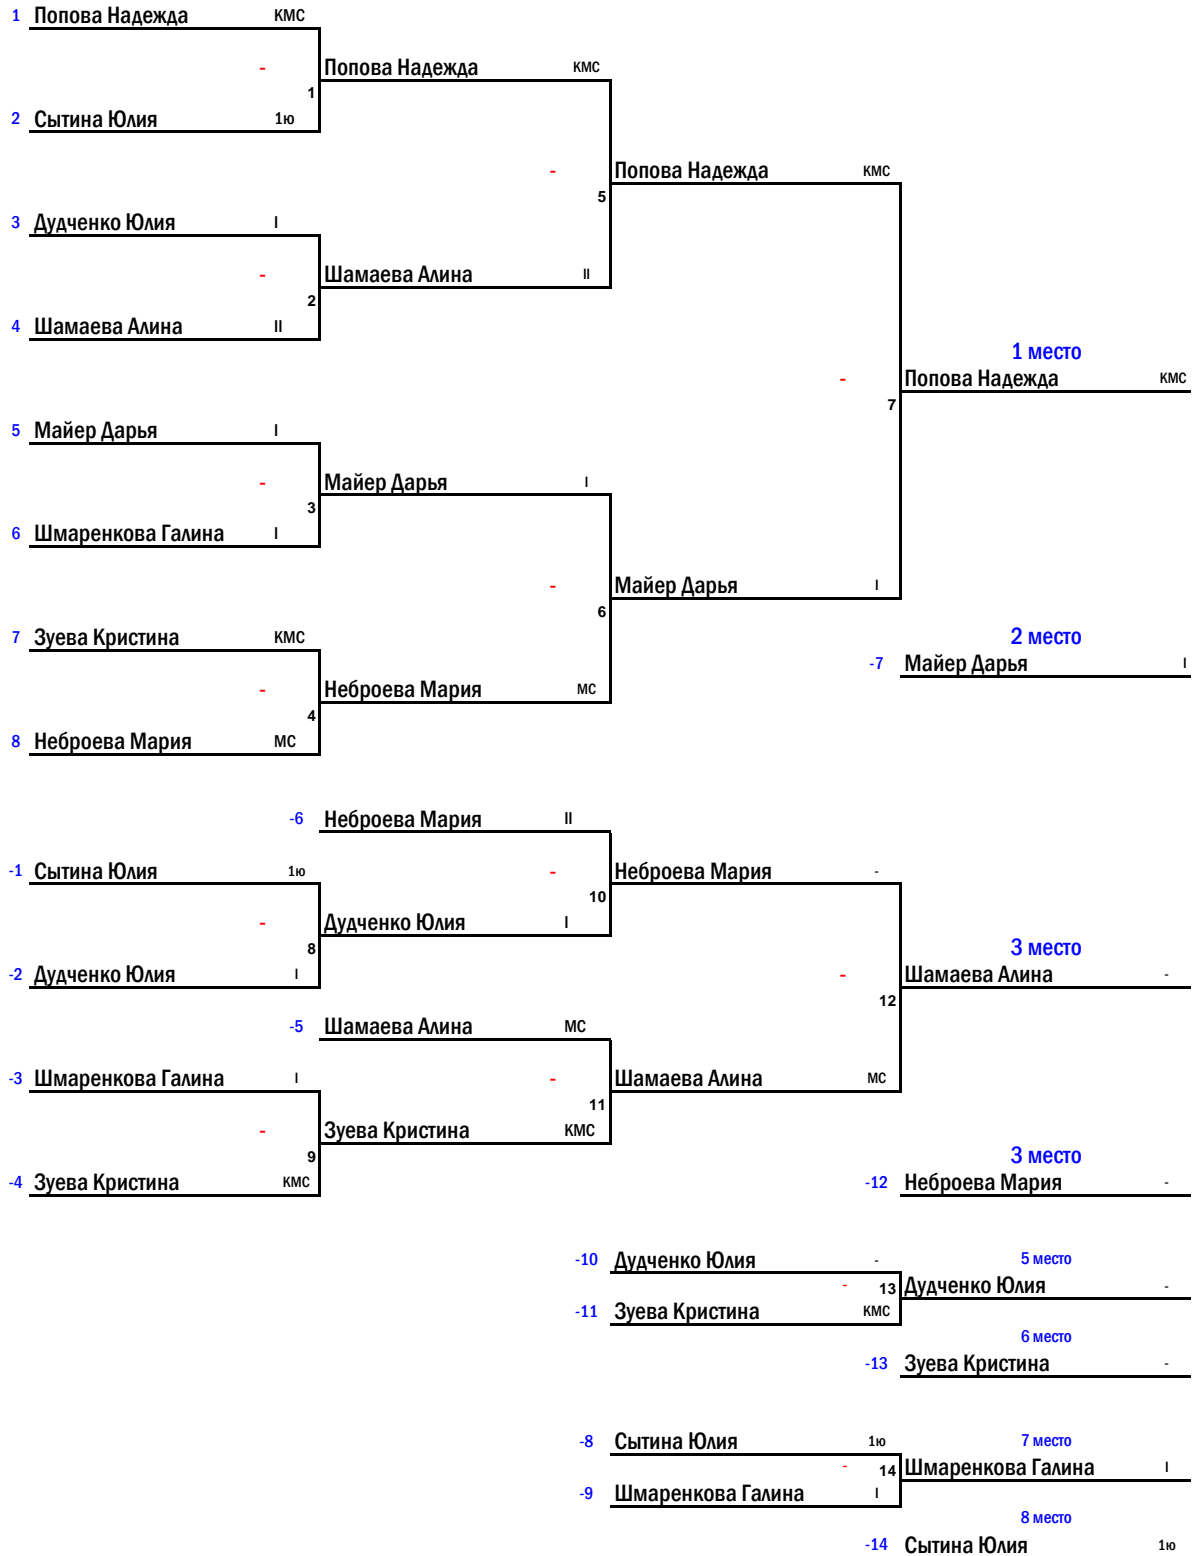 1 Попова Надежда КМС
- Попова Надежда КМС
1
2 Сытина Юлия 1ю
- Попова Надежда КМС
5
3 Дудченко Юлия I
- Шамаева Алина II
2
4 Шамаева Алина II
1 место
- Попова Надежда КМС
7
5 Майер Дарья I
- Майер Дарья I
3
6 Шмаренкова Галина I
- Майер Дарья I
6
7 Зуева Кристина КМС
2 место
-7 Майер Дарья I
- Неброева Мария МС
4
8 Неброева Мария МС
-6 Неброева Мария II
-1 Сытина Юлия 1ю
- Неброева Мария -
10
- Дудченко Юлия I
8
3 место
-2 Дудченко Юлия I
- Шамаева Алина -
12
-5 Шамаева Алина МС
-3 Шмаренкова Галина I
- Шамаева Алина МС
11
- Зуева Кристина КМС
9
3 место
-4 Зуева Кристина КМС
-12 Неброева Мария -
-10 Дудченко Юлия -
5 место
- 13 Дудченко Юлия -
-11 Зуева Кристина КМС
6 место
-13 Зуева Кристина -
-8 Сытина Юлия 1ю
7 место
- 14 Шмаренкова Галина I
-9 Шмаренкова Галина I
8 место
-14 Сытина Юлия 1ю